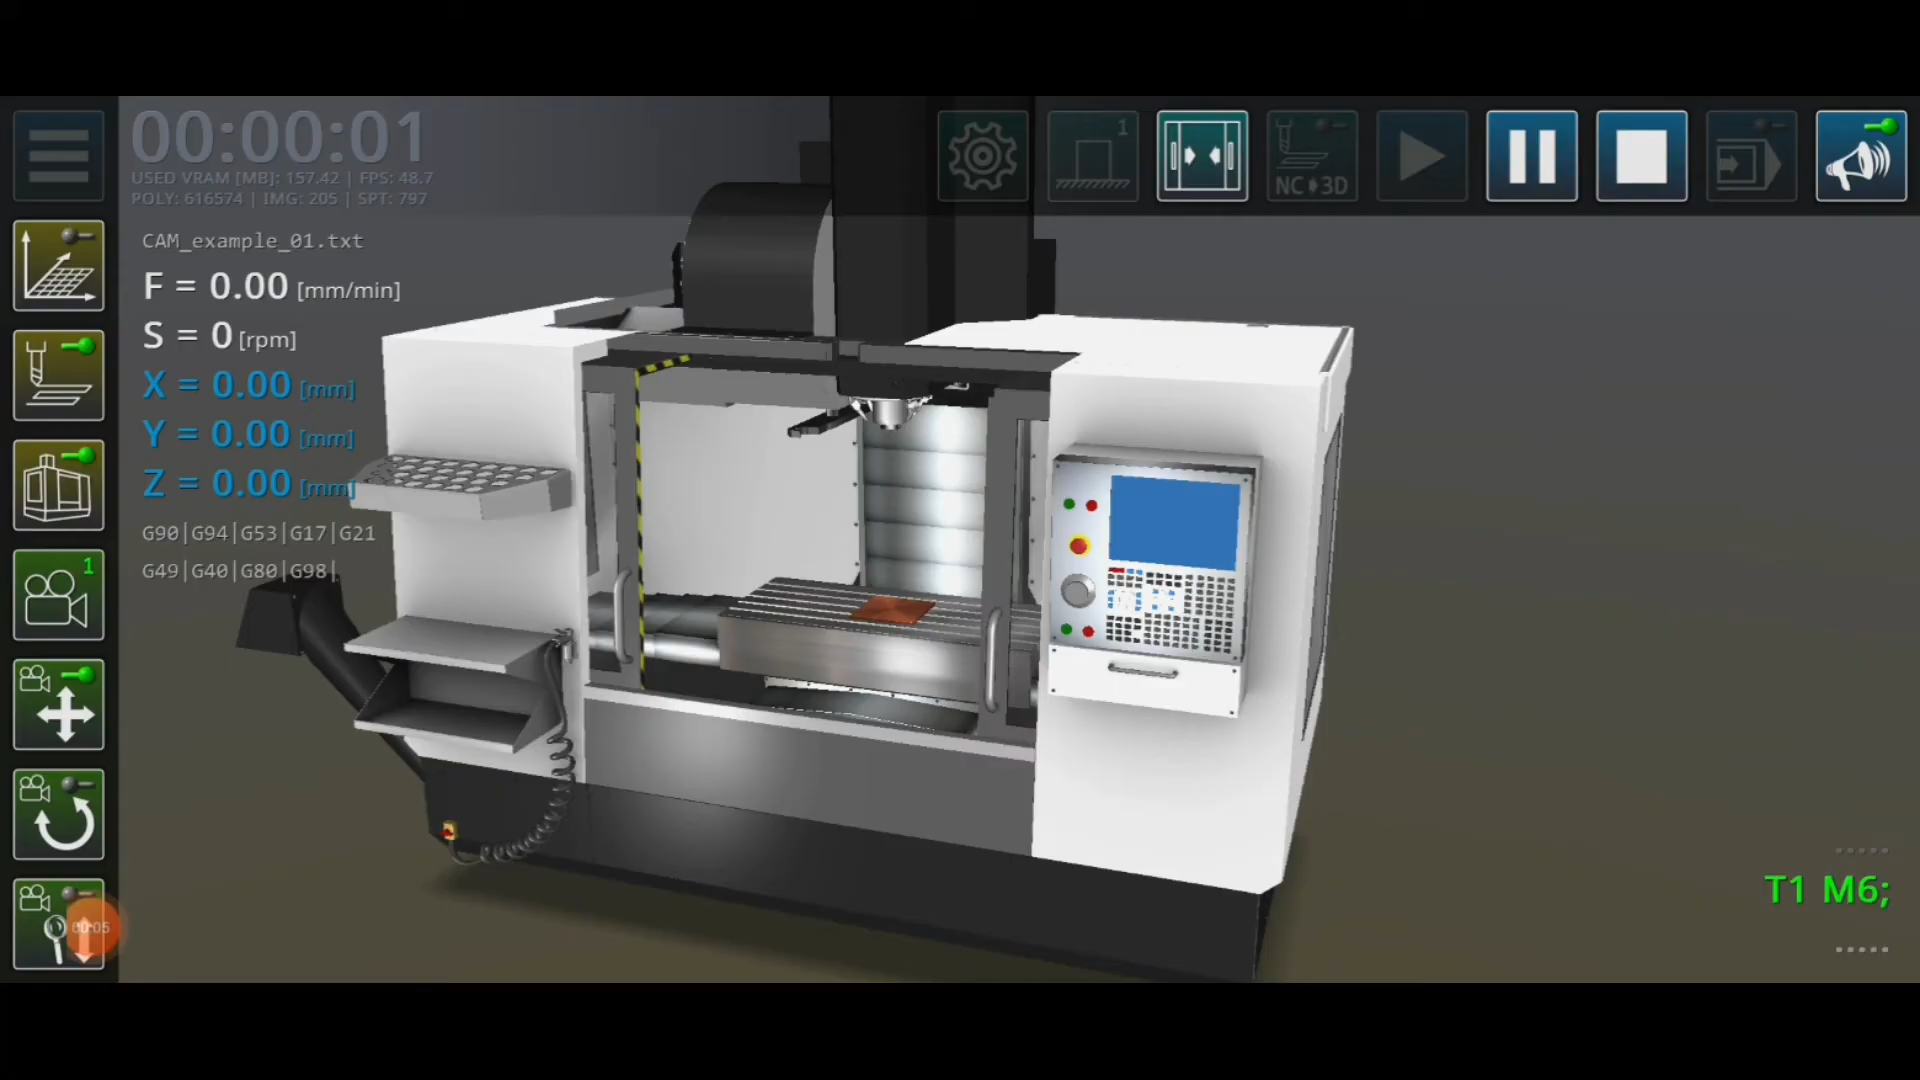 00:00:01
USED VRAM [MB]: 157.42 | FPS: 48.7
POLY: 616574 | IMG: 205 | SPT: 797
1
NC 3D
CAM_example_01.txt
F = 0.00 [mm/min]
S = 0 [rpm]
X = 0.00 [mm]
Y = 0.00 [mm]
Z = 0.00 [mm]
G90|G94|G53|G17|G21
G49|G40|G80|G98|
1
T1 M6;
00:05